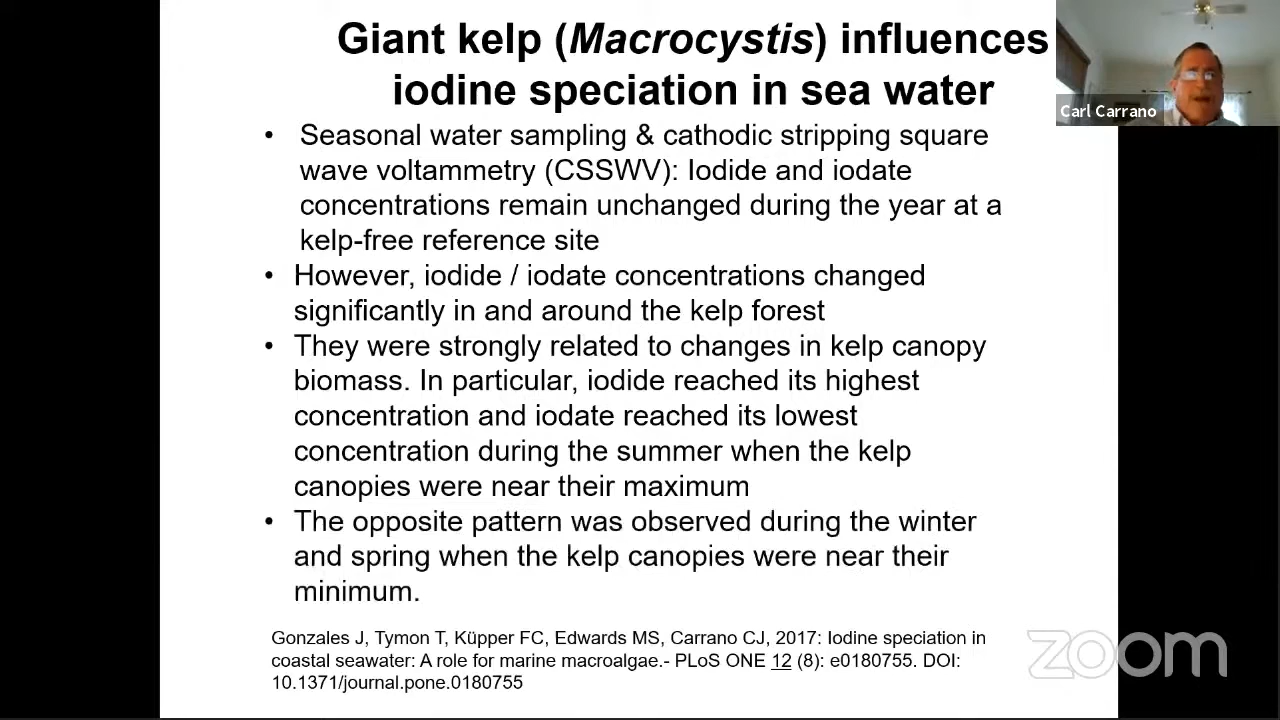 Giant kelp (Macrocystis) influences
iodine speciation in sea water
Carl Carrano
• Seasonal water sampling & cathodic stripping square
wave voltammetry (CSSWV): Iodide and iodate
concentrations remain unchanged during the year at a
kelp-free reference site
• However, iodide / iodate concentrations changed
significantly in and around the kelp forest
• They were strongly related to changes in kelp canopy
biomass. In particular, iodide reached its highest
concentration and iodate reached its lowest
concentration during the summer when the kelp
canopies were near their maximum
• The opposite pattern was observed during the winter
and spring when the kelp canopies were near their
minimum.
Gonzales J, Tymon T, Küpper FC, Edwards MS, Carrano CJ, 2017: Iodine speciation in
coastal seawater: A role for marine macroalgae.- PLoS ONE 12 (8): e0180755. DOI:
10.1371/journal.pone.0180755
zoom